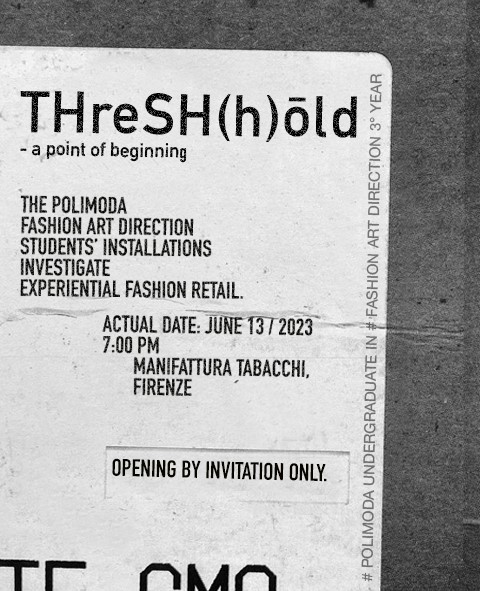 THreSH(h)ōld
- a point of beginning
THE POLIMODA
FASHION ART DIRECTION
STUDENTS' INSTALLATIONS
INVESTIGATE
EXPERIENTIAL FASHION RETAIL.
ACTUAL DATE: JUNE 13 / 2023
7:00 PM
MANIFATTURA TABACCHI,
FIRENZE
OPENING BY INVITATION ONLY.
# POLIMODA UNDERGRADUATE IN # FASHION ART DIRECTION 3° YEAR